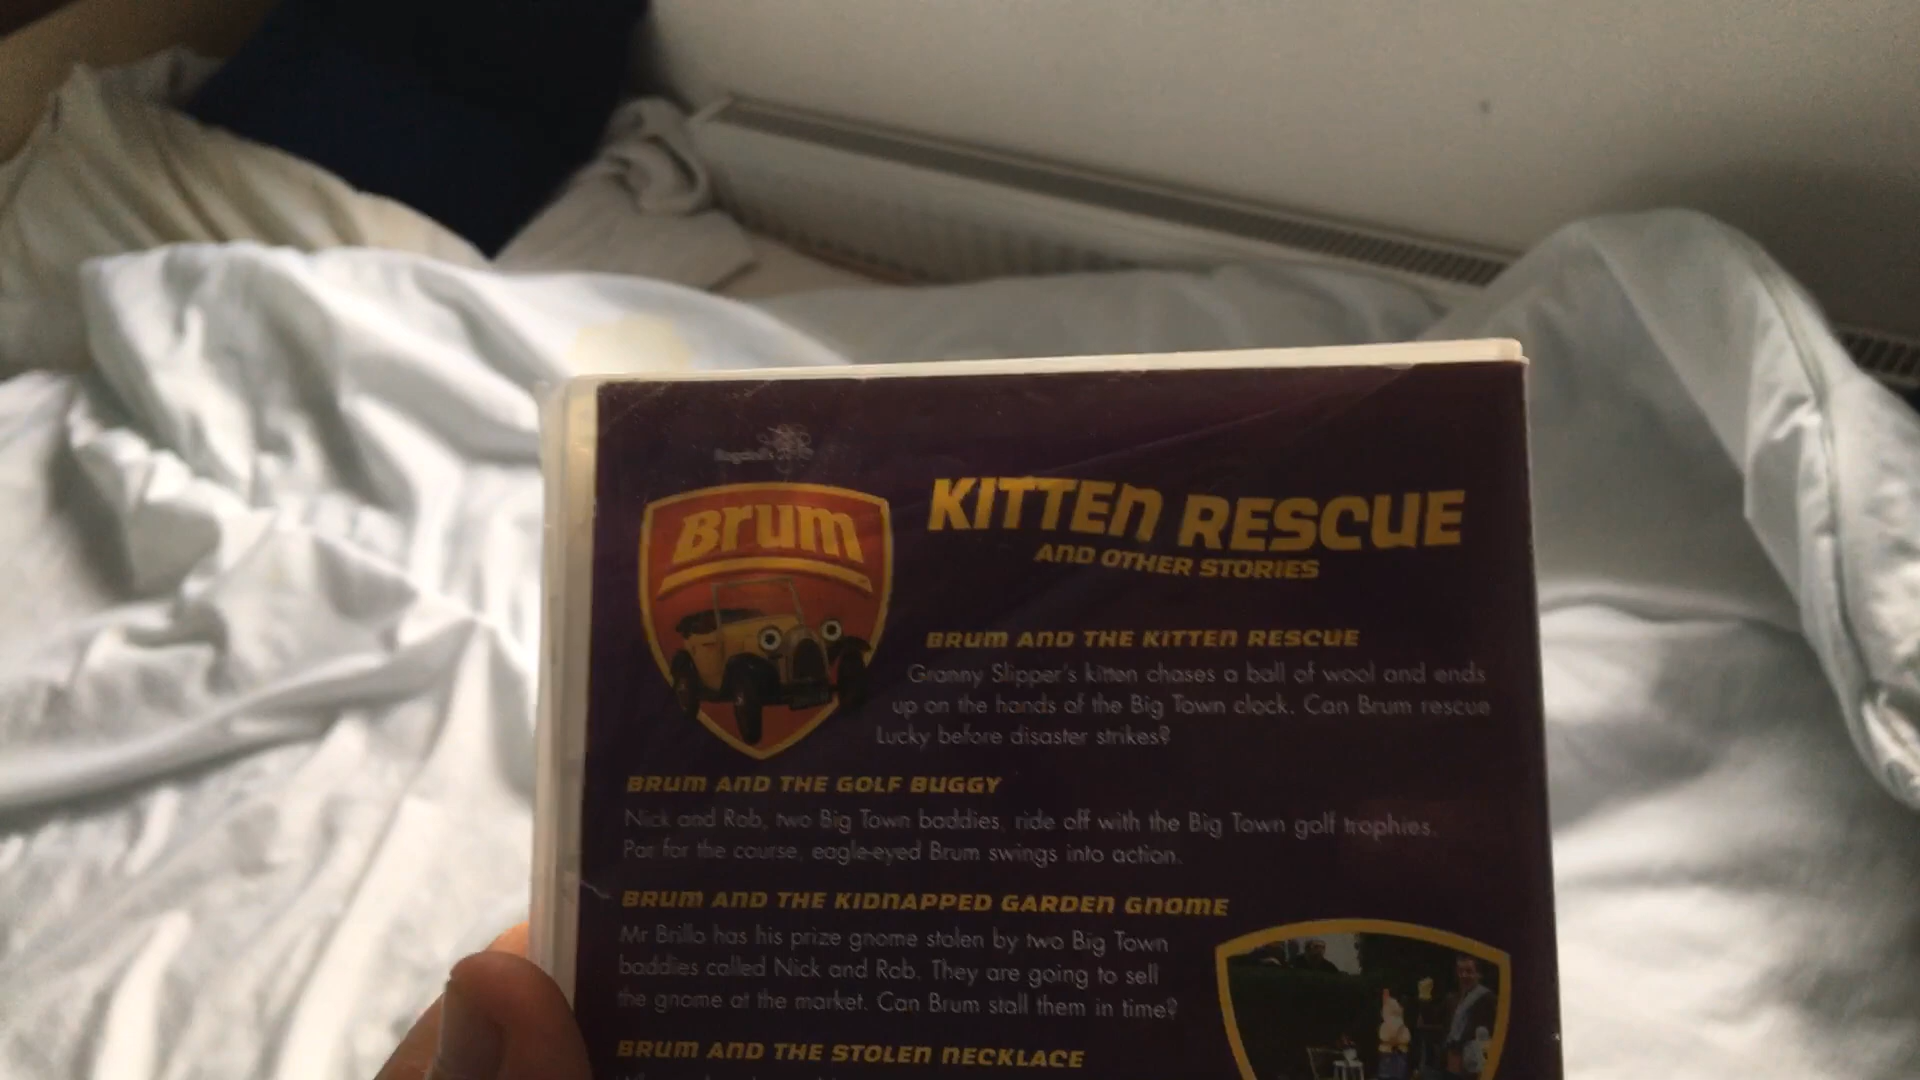 Ragdoll's
Brum
KITTEN RESCUE
AND OTHER STORIES
BRUM AND THE KITTEN RESCUE
Granny Slipper's kitten chases a ball of wool and ends
up on the hands of the Big Town clock. Can Brum rescue
Lucky before disaster strikes?
BRUM AND THE GOLF BUGGY
Nick and Rob, two Big Town baddies, ride off with the Big Town golf trophies.
Par for the course, eagle-eyed Brum swings into action.
BRUM AND THE KIDNAPPED GARDEN GNOME
Mr Brillo has his prize gnome stolen by two Big Town
baddies called Nick and Rob. They are going to sell
the gnome at the market. Can Brum stall them in time?
BRUM AND THE STOLEN NECKLACE